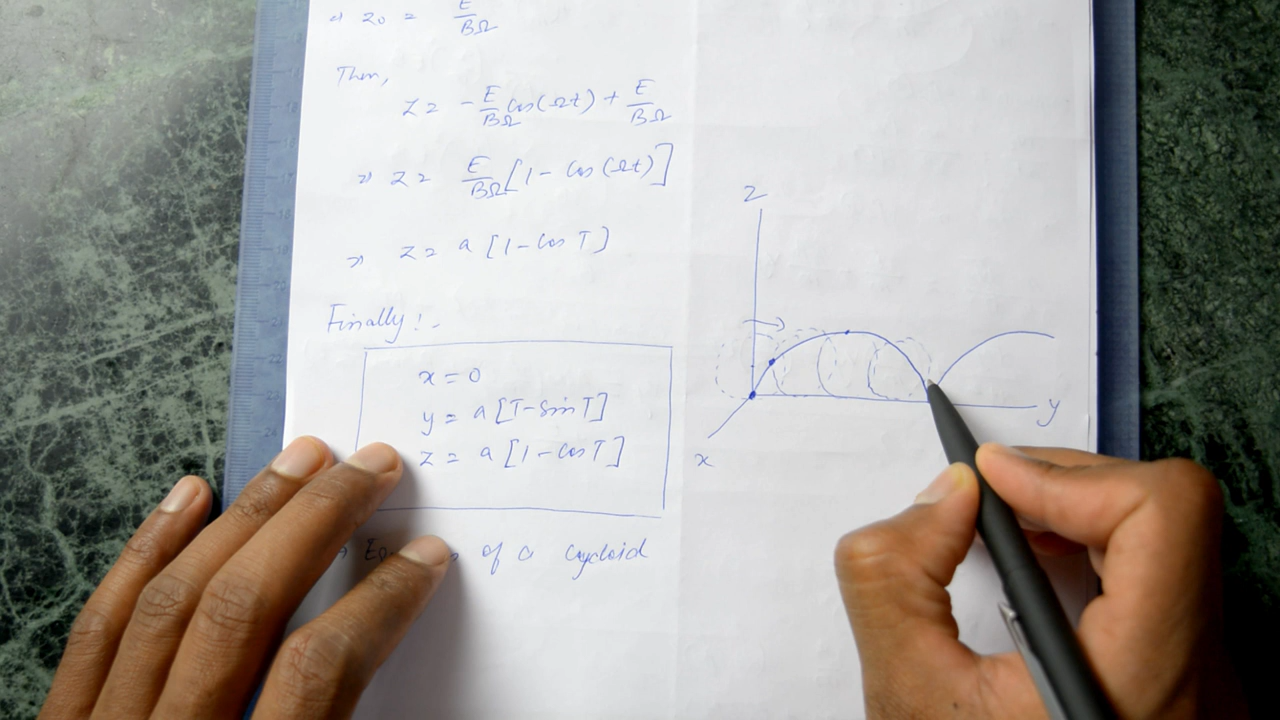 ⇒ z₀ = E/BΩ
Then,
z = -E/BΩ cos(Ωt) + E/BΩ
⇒ z = E/BΩ [1 - cos(Ωt)]
⇒ z = a [1 - cos T]
Finally:-
x = 0
y = a [T - sin T]
z = a [1 - cos T]
of a cycloid
z
y
x